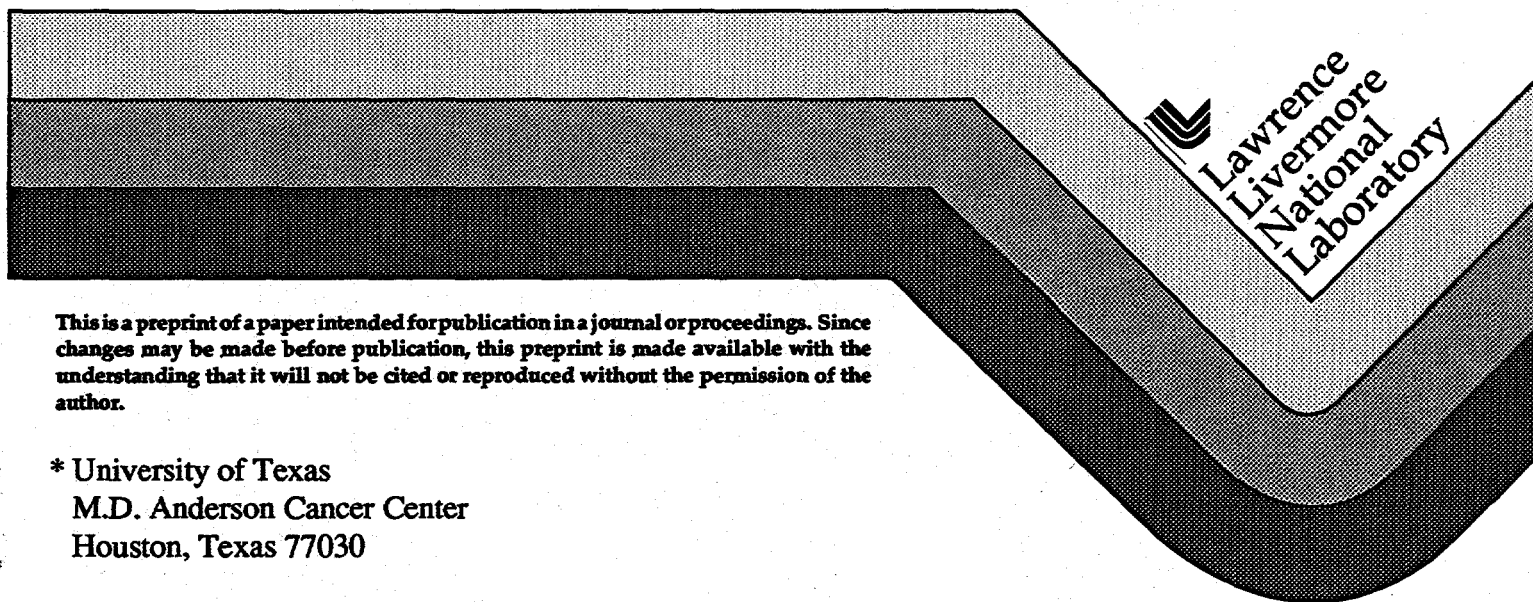 Lawrence
Livermore
National
Laboratory
This is a preprint of a paper intended for publication in a journal or proceedings. Since
changes may be made before publication, this preprint is made available with the
understanding that it will not be cited or reproduced without the permission of the
author.
* University of Texas
M.D. Anderson Cancer Center
Houston, Texas 77030